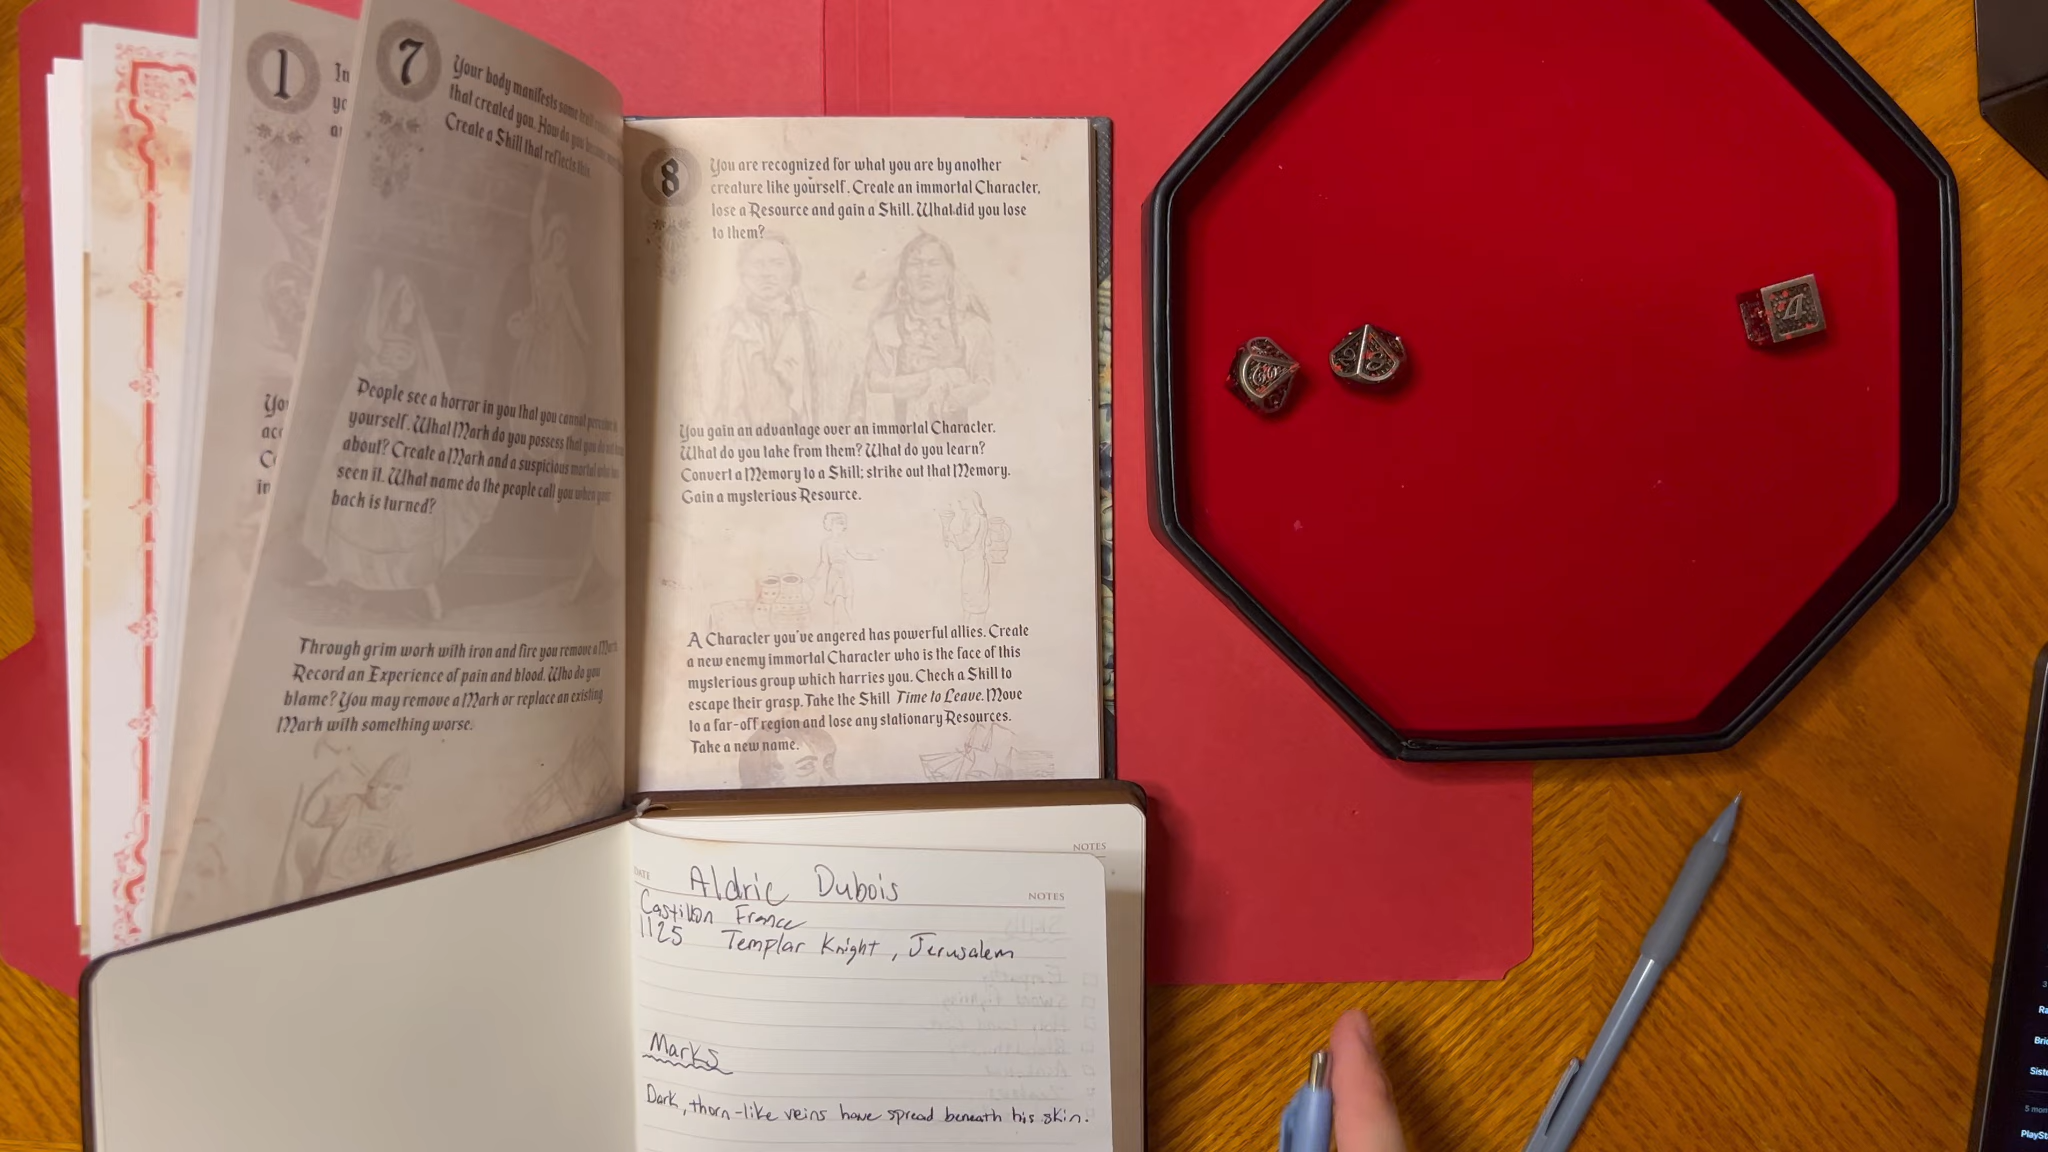 1
In
7
Your body manifests some
that created you. How do you become
Create a Skill that reflects this.
People see a horror in you that you cannot
yourself. What Mark do you possess that you
about? Create a Mark and a suspicious mortal
seen it. What name do the people call you when your
back is turned?
Through grim work with iron and fire you remove a Mark.
Record an Experience of pain and blood. Who do you
blame? You may remove a Mark or replace an existing
Mark with something worse.
8
You are recognized for what you are by another
creature like yourself. Create an immortal Character,
lose a Resource and gain a Skill. What did you lose
to them?
You gain an advantage over an immortal Character.
What do you take from them? What do you learn?
Convert a Memory to a Skill; strike out that Memory.
Gain a mysterious Resource.
A Character you've angered has powerful allies. Create
a new enemy immortal Character who is the face of this
mysterious group which harries you. Check a Skill to
escape their grasp. Take the Skill Time to Leave. Move
to a far-off region and lose any stationary Resources.
Take a new name.
NOTES
DATE
NOTES
Aldric Dubois
Castillon France
1125 Templar Knight, Jerusalem
Marks
Dark, thorn-like veins have spread beneath his skin.
4
5 mon
PlaySt